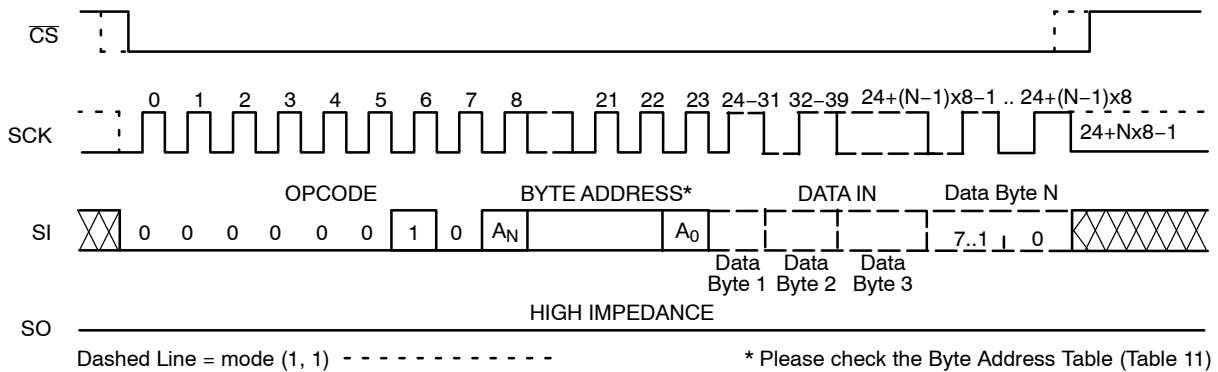 CS
0 1 2 3 4 5 6 7 8 21 22 23 24−31 32−39 24+(N−1)x8−1 .. 24+(N−1)x8
SCK
24+Nx8−1
OPCODE BYTE ADDRESS* DATA IN Data Byte N
SI 0 0 0 0 0 0 1 0 AN A0 7..1 0
Data Byte 1
Data Byte 2
Data Byte 3
HIGH IMPEDANCE
SO
Dashed Line = mode (1, 1)
* Please check the Byte Address Table (Table 11)